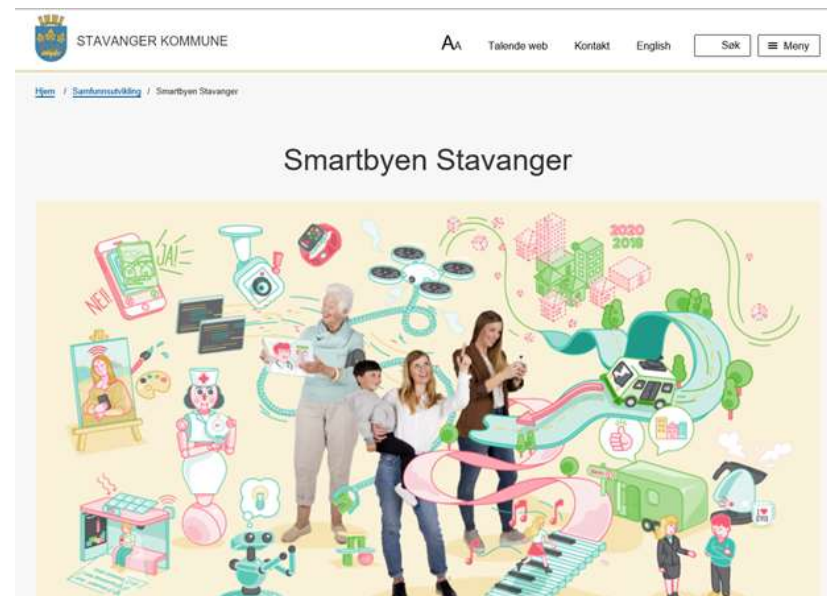 STAVANGER KOMMUNE
AA Talende web Kontakt English Søk Meny
Hjem / Samfunnsutvikling / Smartbyen Stavanger
Smartbyen Stavanger
2020
2018
JA!
NEI!